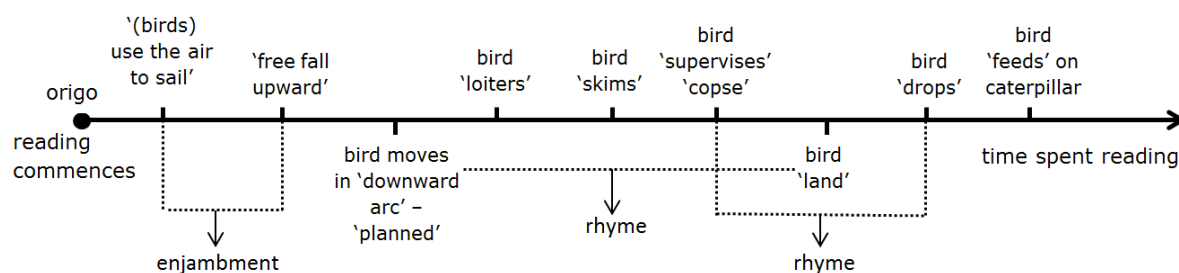 origo
reading
commences
‘(birds)
use the air
to sail’
‘free fall
upward’
enjambment
bird moves
in ‘downward
arc’ –
‘planned’
bird
‘loiters’
bird
‘skims’
rhyme
bird
‘supervises’
‘copse’
bird
‘land’
rhyme
bird
‘drops’
bird
‘feeds’ on
caterpillar
time spent reading